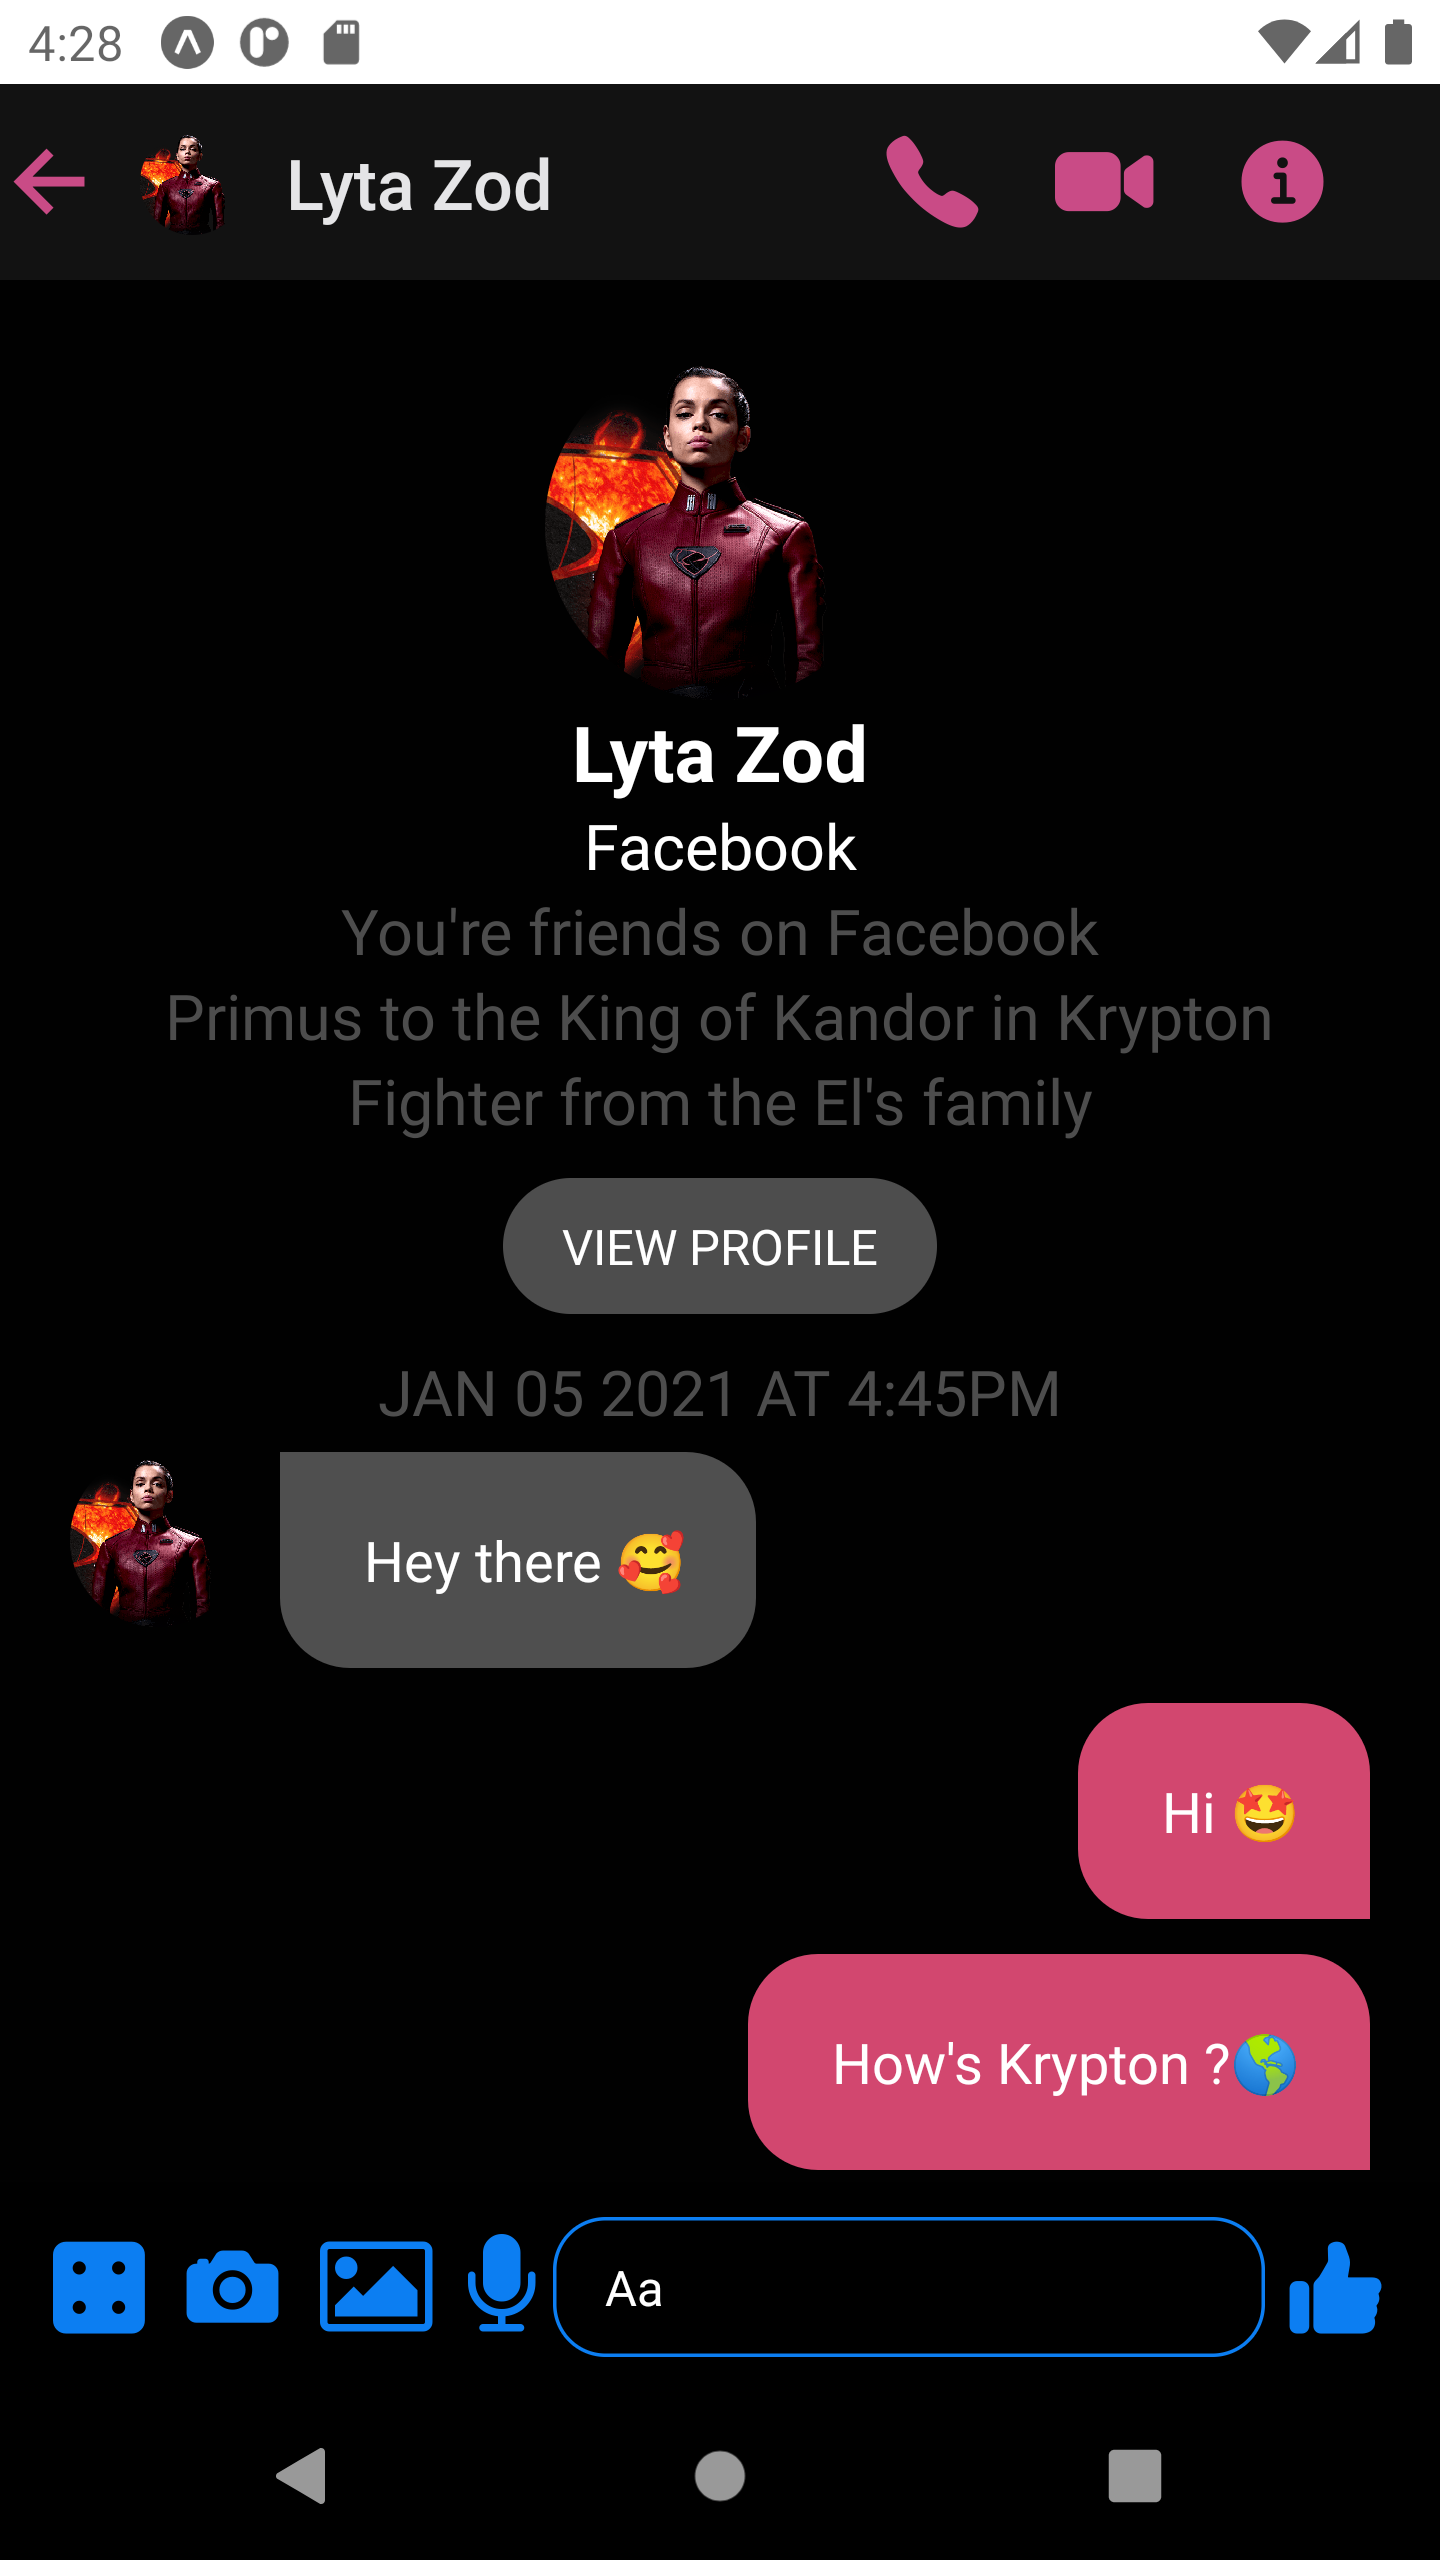 4:28
Lyta Zod
Lyta Zod
Facebook
You're friends on Facebook
Primus to the King of Kandor in Krypton
Fighter from the El's family
VIEW PROFILE
JAN 05 2021 AT 4:45PM
Hey there 🥰
Hi 🤩
How's Krypton ?🌎
Aa